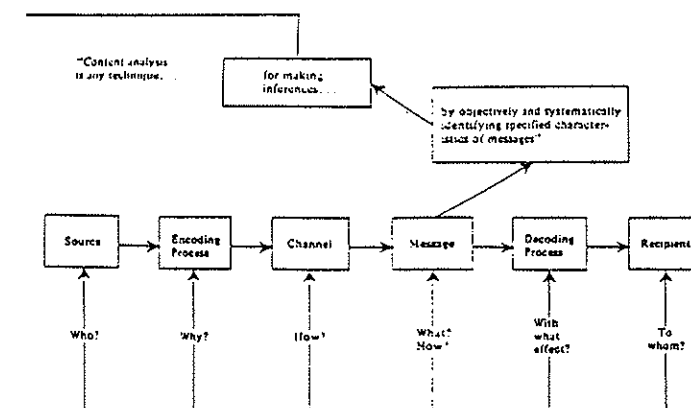 "Content analysis
is any technique. . .
for making
inferences. . .
by objectively and systematically
identifying specified character-
istics of messages"
Source
Encoding
Process
Channel
Message
Decoding
Process
Recipient
Who?
Why?
How?
What?
How?
With
what
effect?
To
whom?